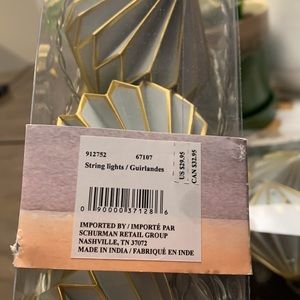 912752 67107
String lights / Guirlandes
0 90000 37128 6
US $29.95
CAN $32.95
IMPORTED BY / IMPORTÉ PAR
SCHURMAN RETAIL GROUP
NASHVILLE, TN 37072
MADE IN INDIA / FABRIQUÉ EN INDE